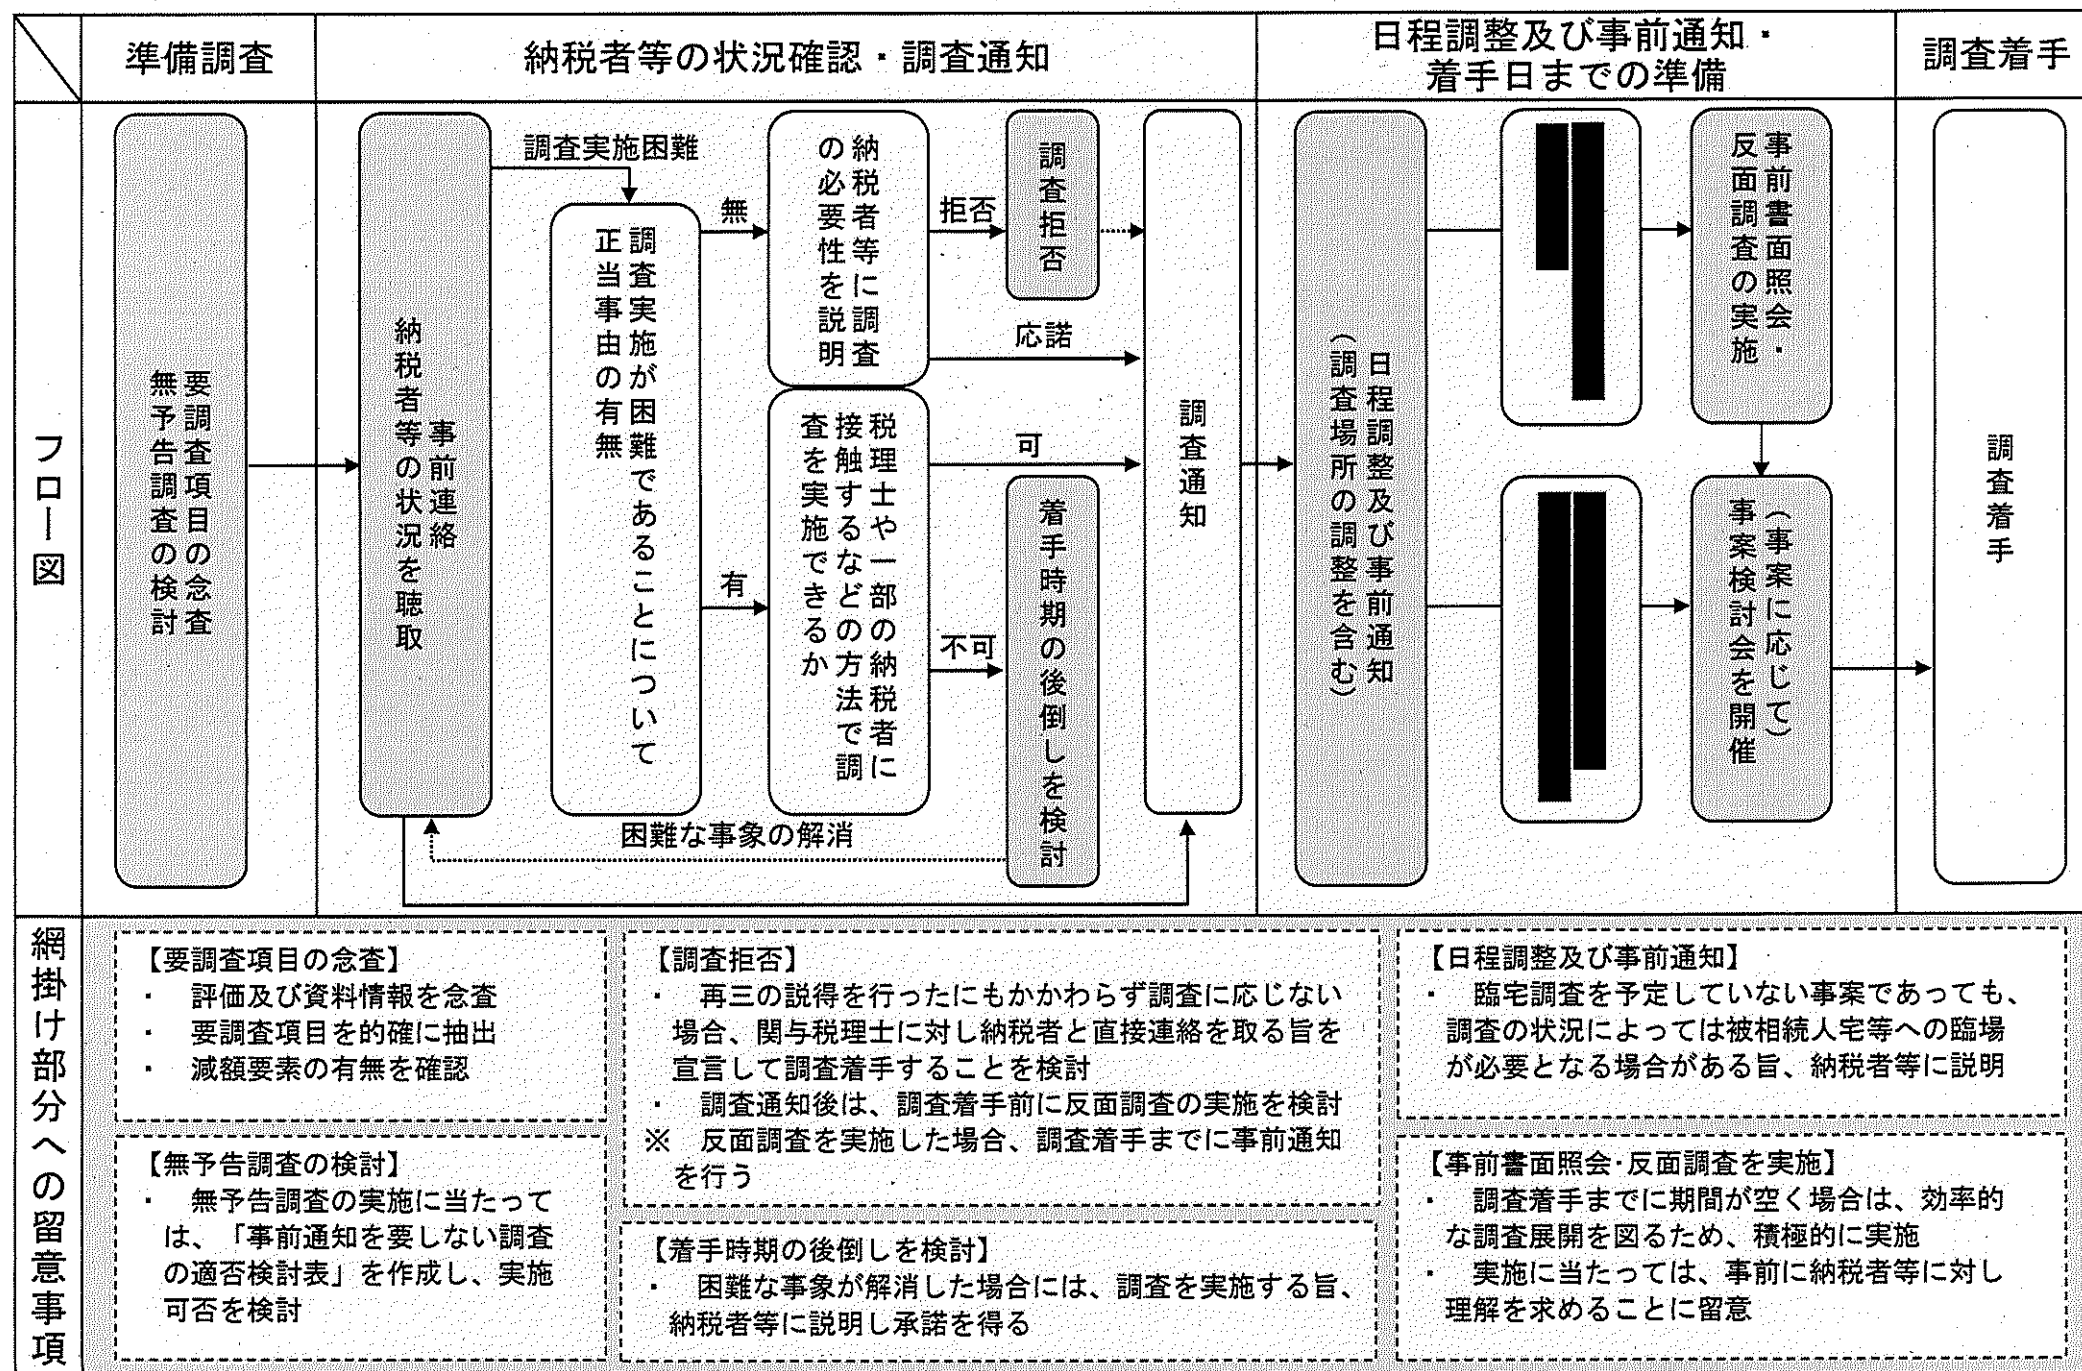 準備調査
納税者等の状況確認・調査通知
日程調整及び事前通知・
着手日までの準備
調査着手
フロー図
要調査項目の念査
無予告調査の検討
事前連絡
納税者等の状況を聴取
調査実施困難
調査実施が困難であることについて
正当事由の有無
無
有
納税者等に調査
の必要性を説明
拒否
応諾
調査拒否
税理士や一部の納税者に
接触するなどの方法で調
査を実施できるか
可
不可
着手時期の後倒しを検討
困難な事象の解消
調査通知
日程調整及び事前通知
（調査場所の調整を含む）
事前書面照会・
反面調査の実施
（事案に応じて）
事案検討会を開催
調査着手
網掛け部分への留意事項
【要調査項目の念査】
・ 評価及び資料情報を念査
・ 要調査項目を的確に抽出
・ 減額要素の有無を確認
【無予告調査の検討】
・ 無予告調査の実施に当たって
は、「事前通知を要しない調査
の適否検討表」を作成し、実施
可否を検討
【調査拒否】
・ 再三の説得を行ったにもかかわらず調査に応じない
場合、関与税理士に対し納税者と直接連絡を取る旨を
宣言して調査着手することを検討
・ 調査通知後は、調査着手前に反面調査の実施を検討
※ 反面調査を実施した場合、調査着手までに事前通知
を行う
【着手時期の後倒しを検討】
・ 困難な事象が解消した場合には、調査を実施する旨、
納税者等に説明し承諾を得る
【日程調整及び事前通知】
・ 臨宅調査を予定していない事案であっても、
調査の状況によっては被相続人宅等への臨場
が必要となる場合がある旨、納税者等に説明
【事前書面照会・反面調査を実施】
・ 調査着手までに期間が空く場合は、効率的
な調査展開を図るため、積極的に実施
・ 実施に当たっては、事前に納税者等に対し
理解を求めることに留意